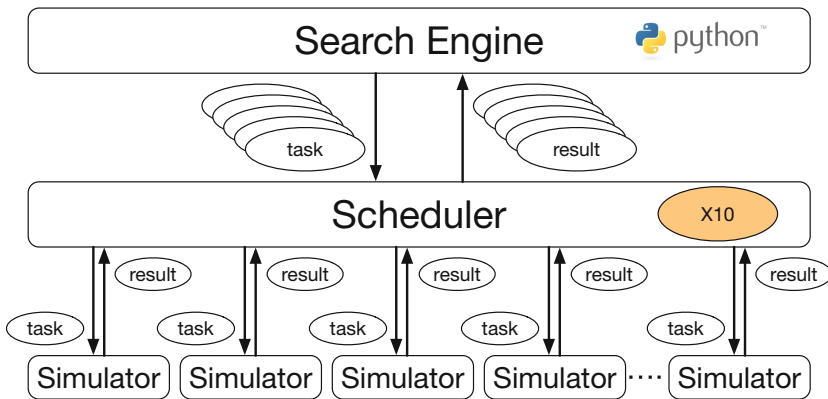 Search Engine python™
task result
Scheduler X10
result result result result result
task task task task task
Simulator Simulator Simulator Simulator ···· Simulator